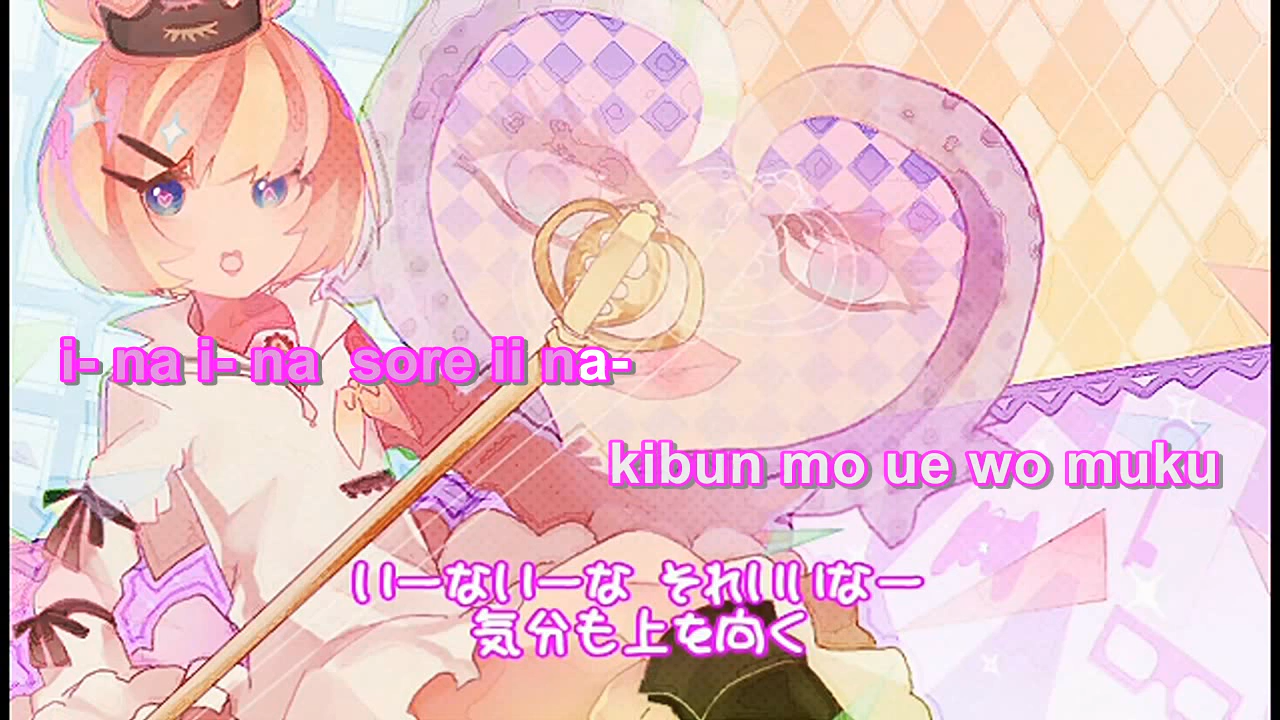 i- na i- na  sore ii na-
kibun mo ue wo muku
いーないーな それいいなー
気分も上を向く